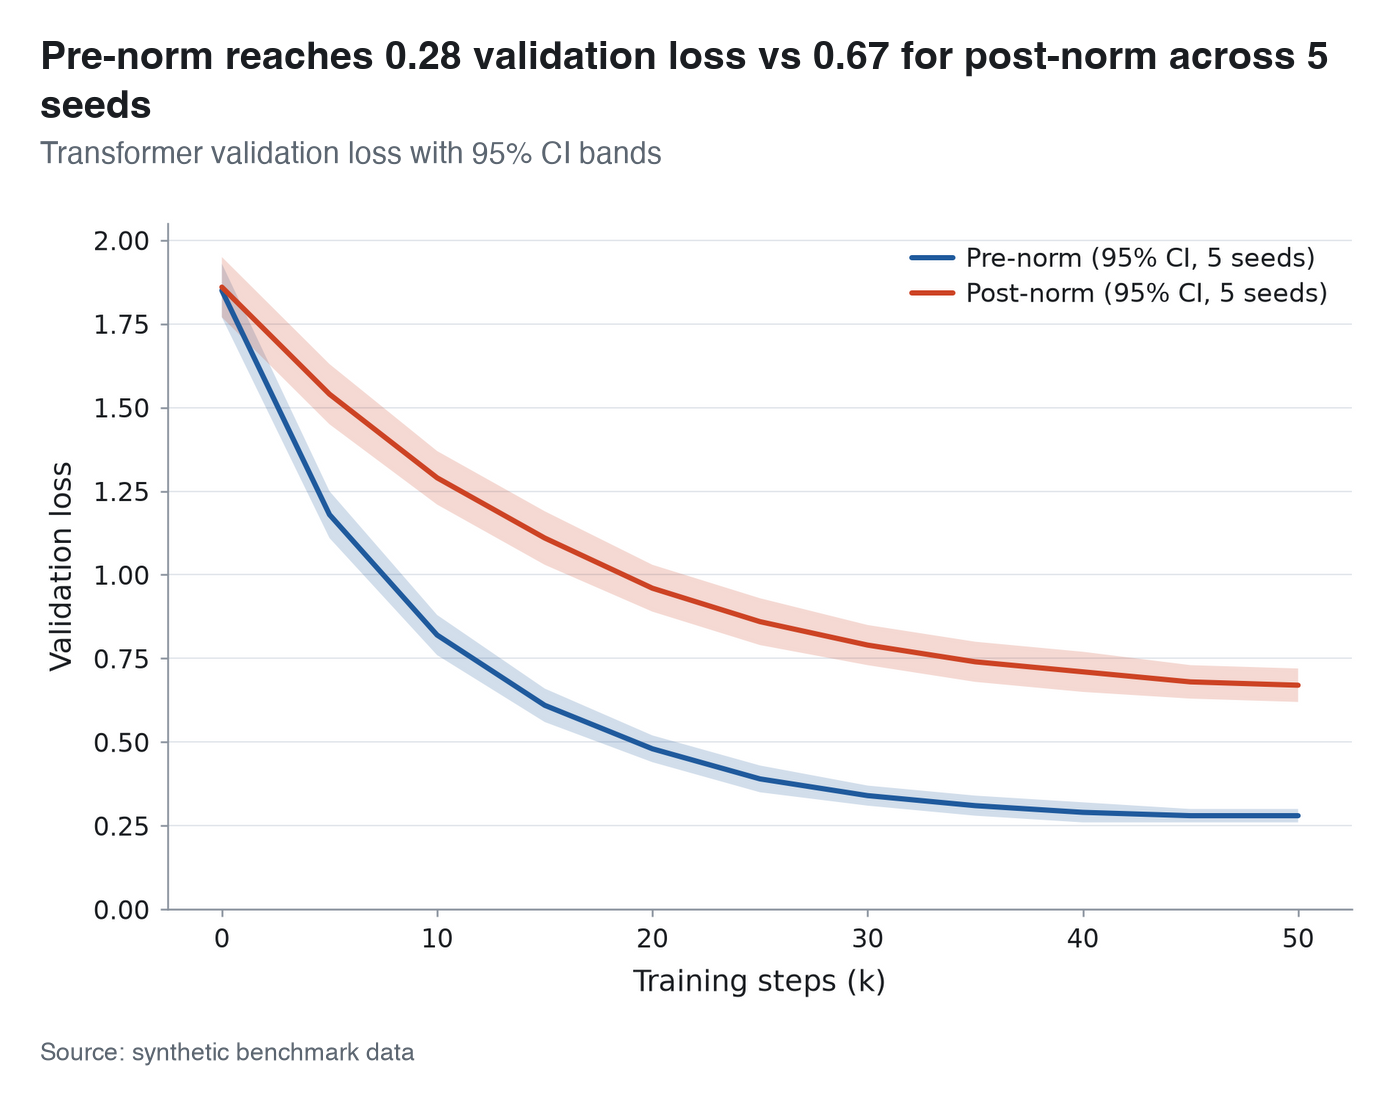 Pre-norm reaches 0.28 validation loss vs 0.67 for post-norm across 5
seeds
Transformer validation loss with 95% CI bands
Pre-norm (95% CI, 5 seeds)
Post-norm (95% CI, 5 seeds)
Validation loss
2.00
1.75
1.50
1.25
1.00
0.75
0.50
0.25
0.00
0 10 20 30 40 50
Training steps (k)
Source: synthetic benchmark data